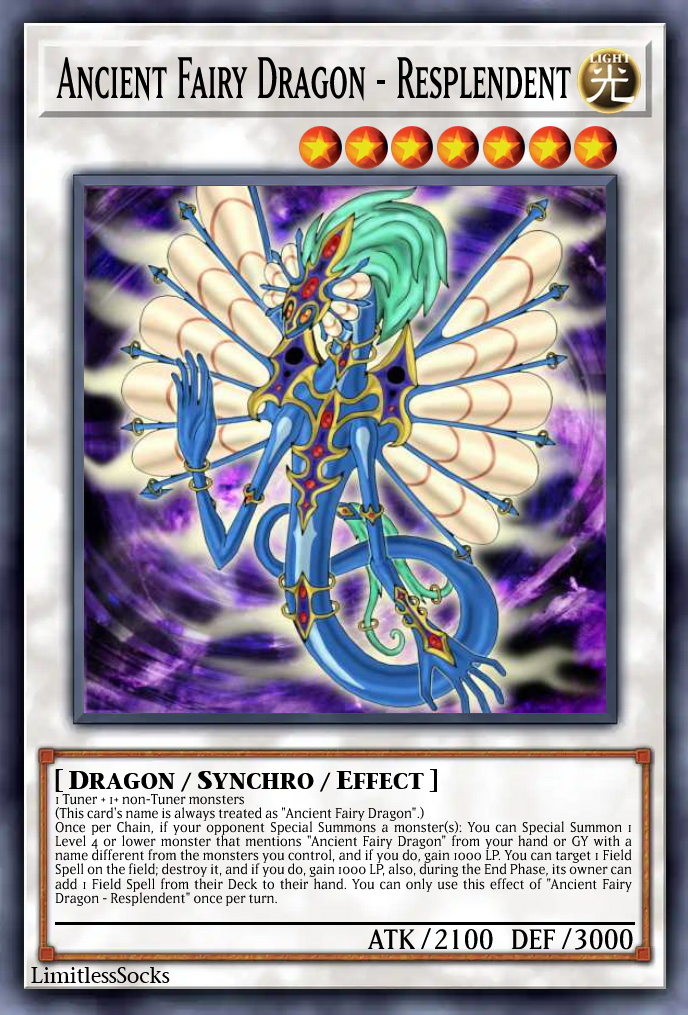 ANCIENT FAIRY DRAGON - RESPLENDENT
LIGHT
光
[ DRAGON / SYNCHRO / EFFECT ]
1 Tuner + 1+ non-Tuner monsters
(This card's name is always treated as "Ancient Fairy Dragon".)
Once per Chain, if your opponent Special Summons a monster(s): You can Special Summon 1
Level 4 or lower monster that mentions "Ancient Fairy Dragon" from your hand or GY with a
name different from the monsters you control, and if you do, gain 1000 LP. You can target 1 Field
Spell on the field; destroy it, and if you do, gain 1000 LP, also, during the End Phase, its owner can
add 1 Field Spell from their Deck to their hand. You can only use this effect of "Ancient Fairy
Dragon - Resplendent" once per turn.
ATK/2100 DEF/3000
LimitlessSocks